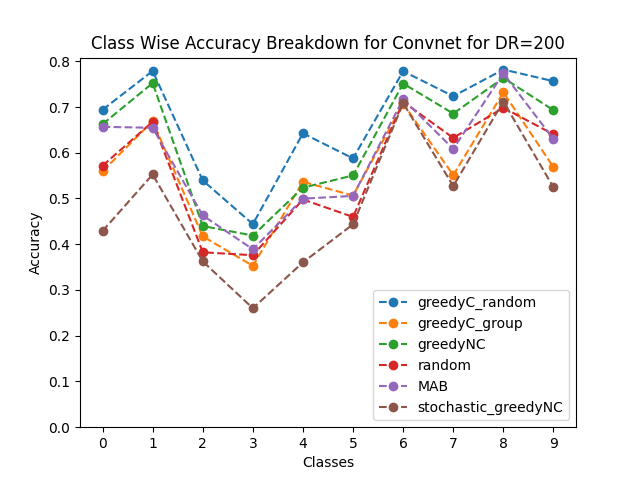 Class Wise Accuracy Breakdown for Convnet for DR=200
0.8
0.7
0.6
0.5
0.4
0.3
0.2
0.1
0.0
Accuracy
greedyC_random
greedyC_group
greedyNC
random
MAB
stochastic_greedyNC
0 1 2 3 4 5 6 7 8 9
Classes